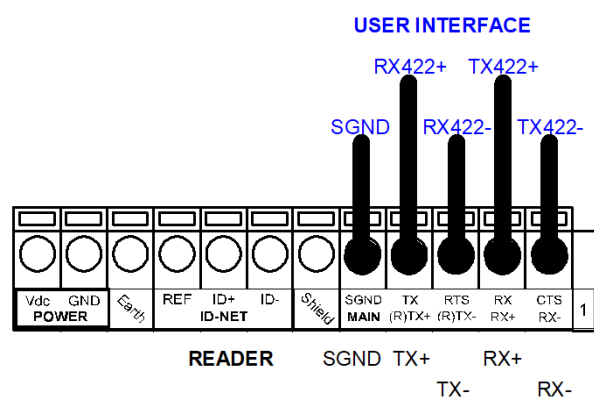 USER INTERFACE
RX422+ TX422+
SGND RX422- TX422-
Vdc GND Earth REF ID+ ID- Shield SGND TX RTS RX CTS
POWER ID-NET MAIN (R)TX+ (R)TX- RX+ RX- 1
READER SGND TX+ RX+
TX- RX-